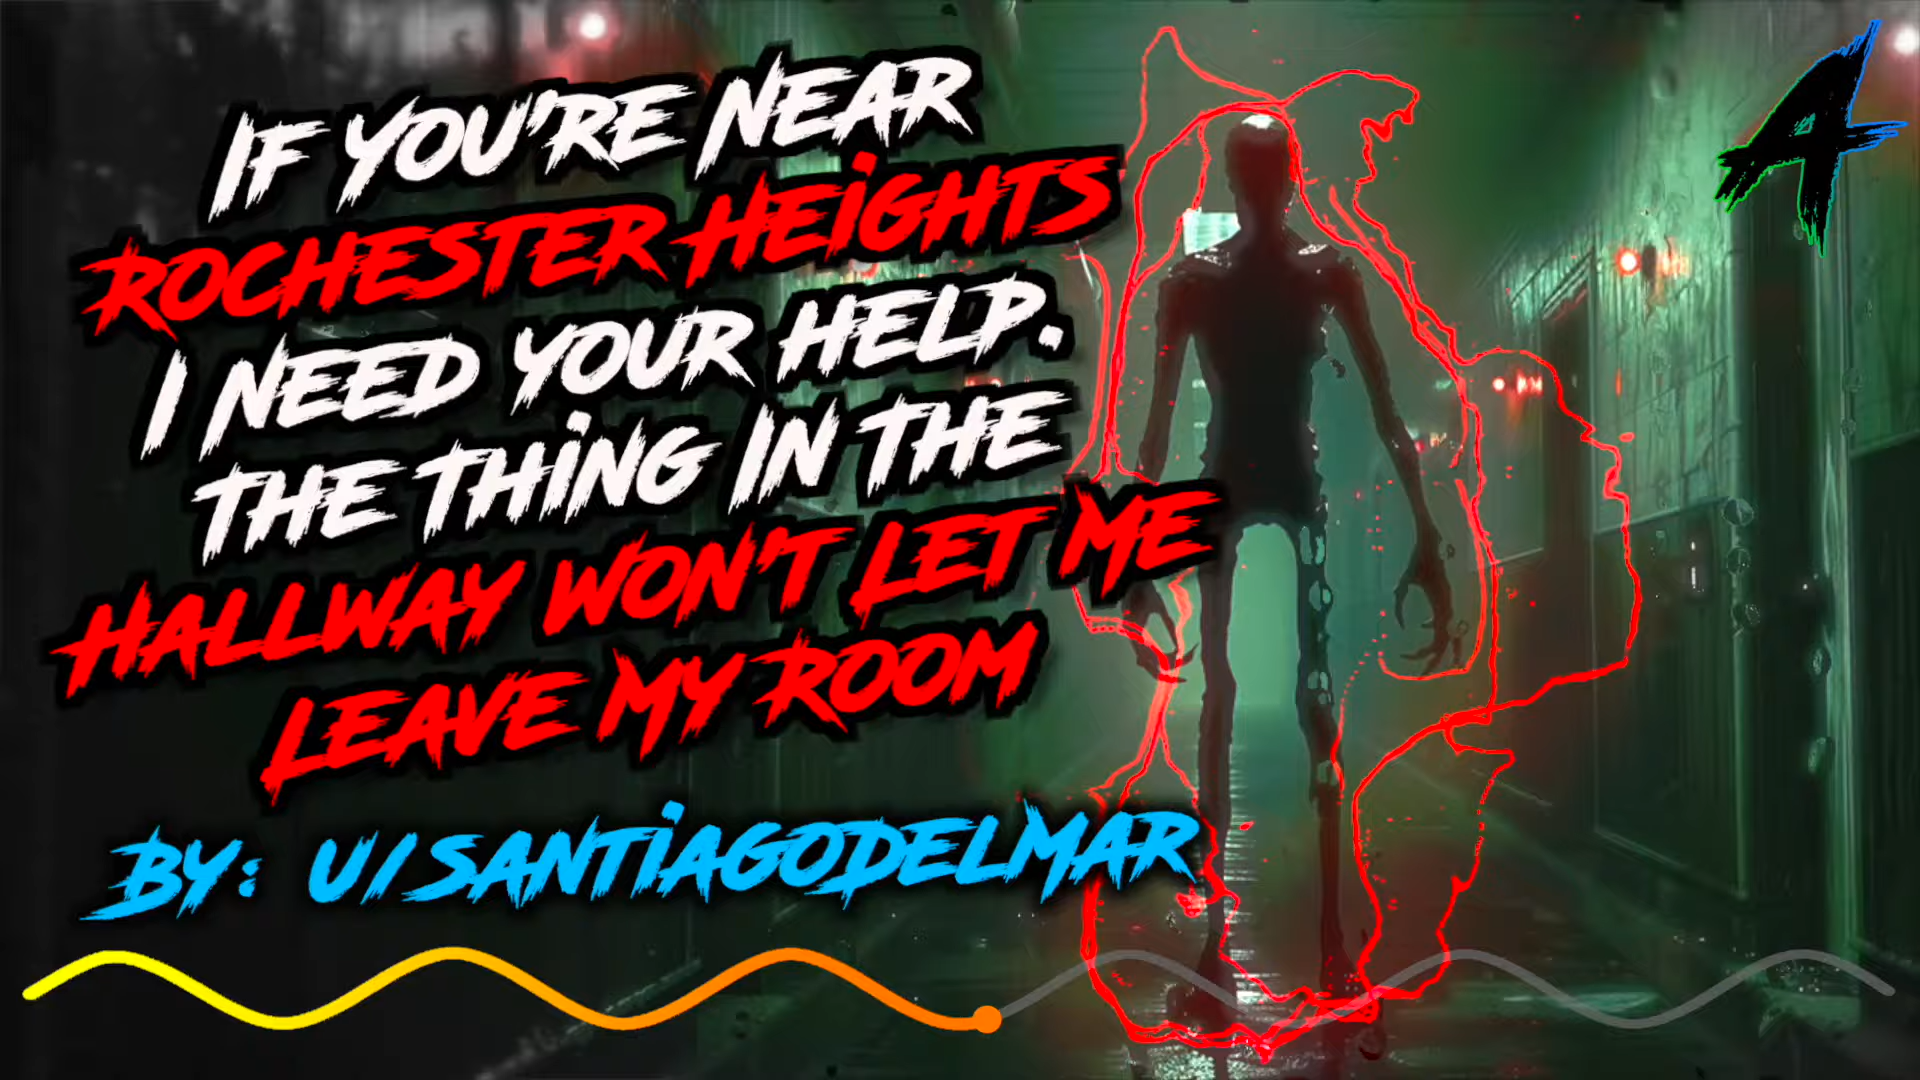 IF YOU'RE NEAR
ROCHESTER HEIGHTS
I NEED YOUR HELP.
THE THING IN THE
HALLWAY WON'T LET ME
LEAVE MY ROOM
BY: U/SANTIAGODELMAR
A